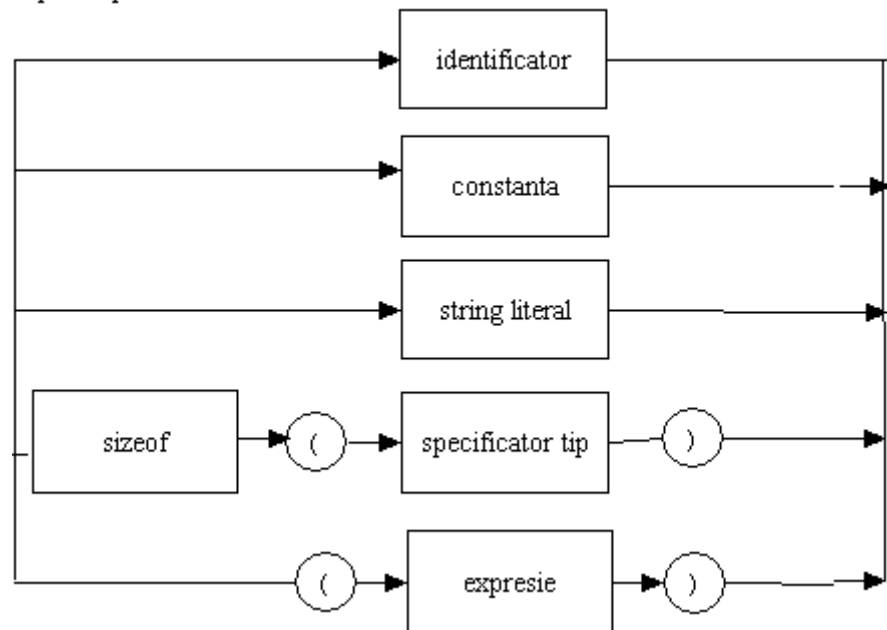 identificator
constanta
string literal
sizeof ( specificator tip )
( expresie )